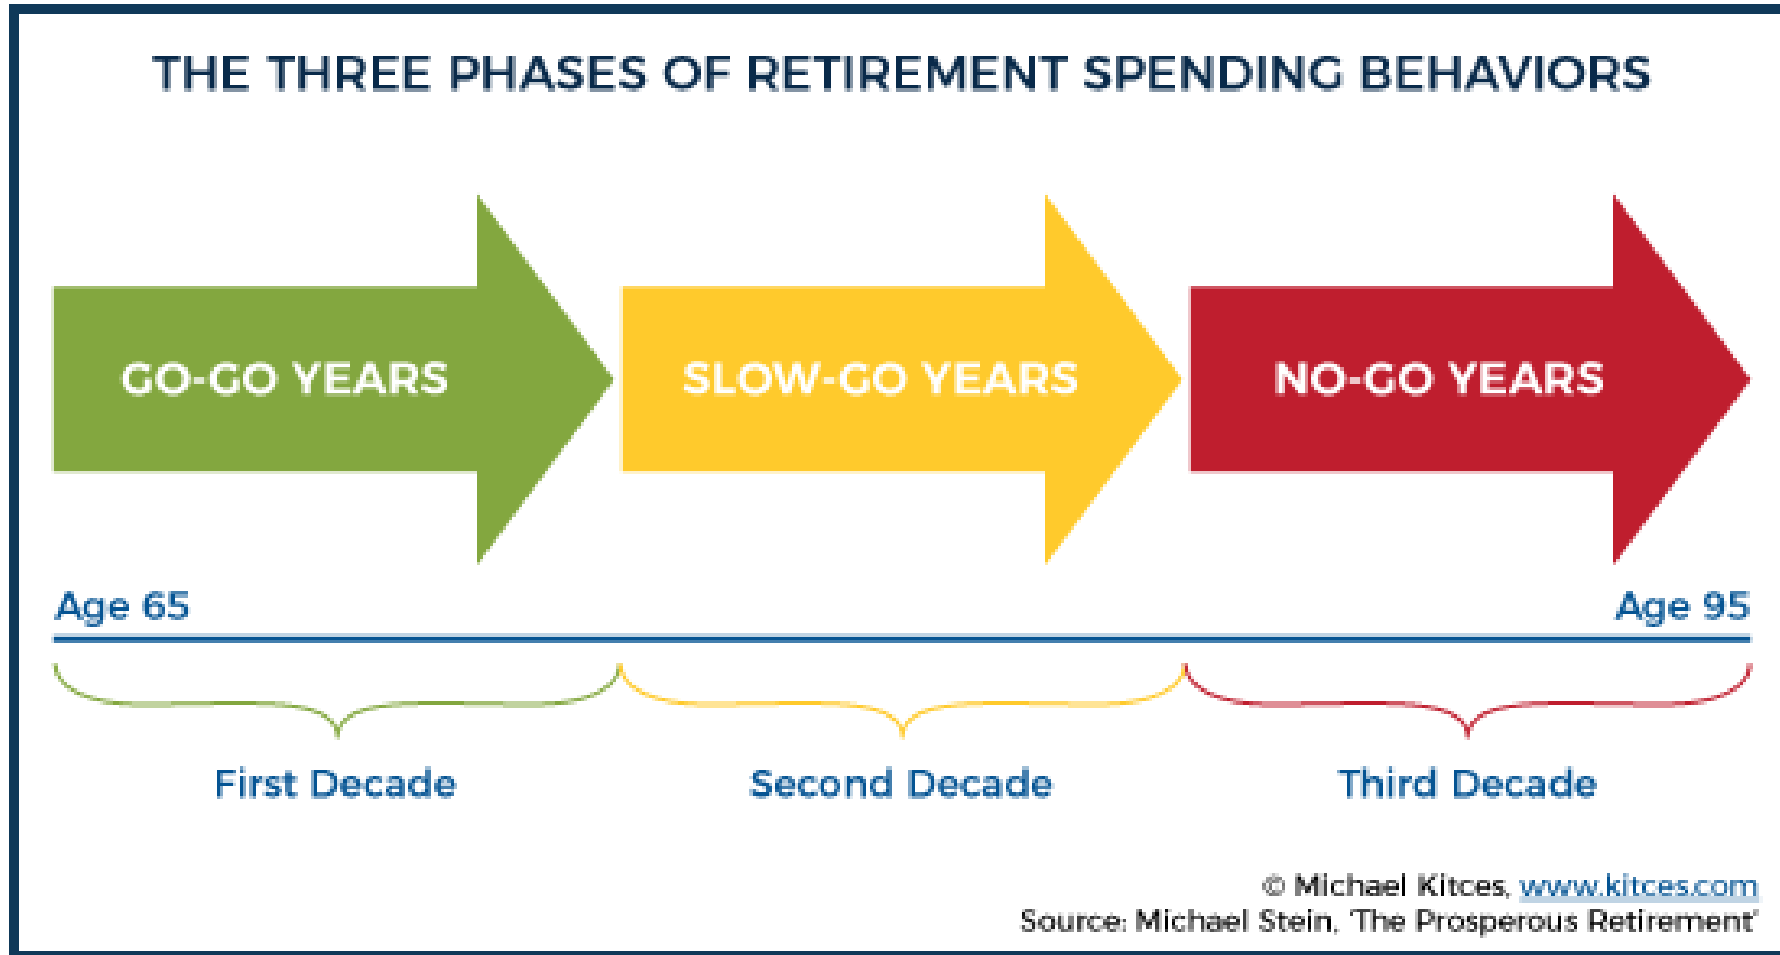 THE THREE PHASES OF RETIREMENT SPENDING BEHAVIORS
GO-GO YEARS
SLOW-GO YEARS
NO-GO YEARS
Age 65
Age 95
First Decade
Second Decade
Third Decade
© Michael Kitces, www.kitces.com
Source: Michael Stein, 'The Prosperous Retirement'